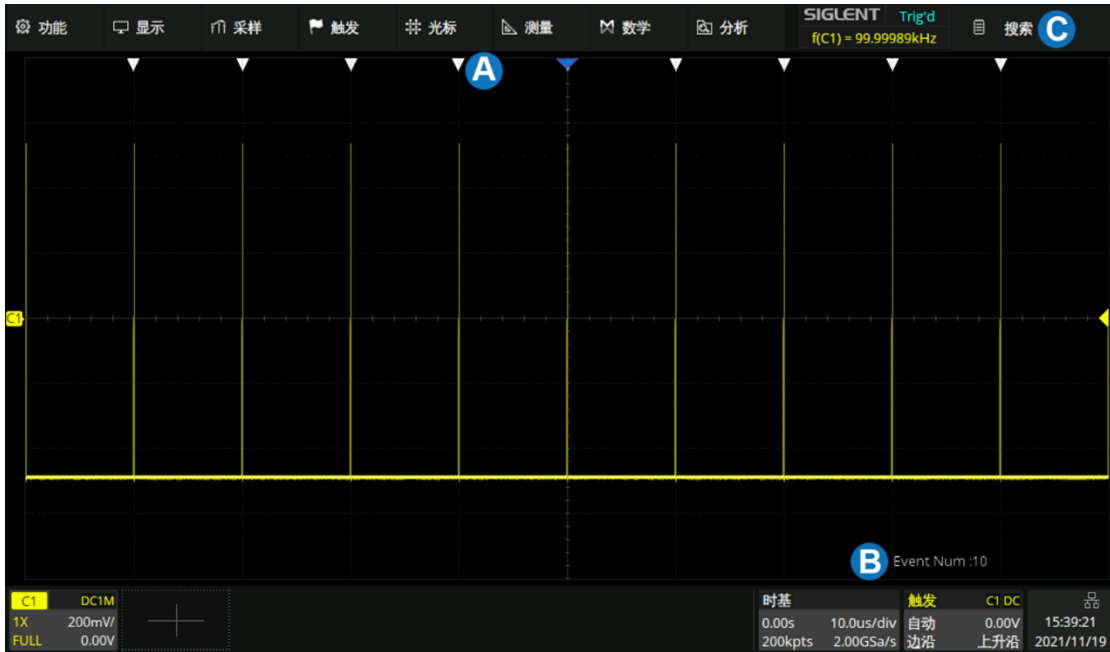 功能 显示 采样 触发 光标 测量 数学 分析 SIGLENT Trig'd 搜索 C
f(C1) = 99.99989kHz
A
C1
B Event Num :10
C1 DC1M 时基 触发 C1 DC
1X 200mV/ 0.00s 10.0us/div 自动 0.00V 15:39:21
FULL 0.00V 200kpts 2.00GSa/s 边沿 上升沿 2021/11/19